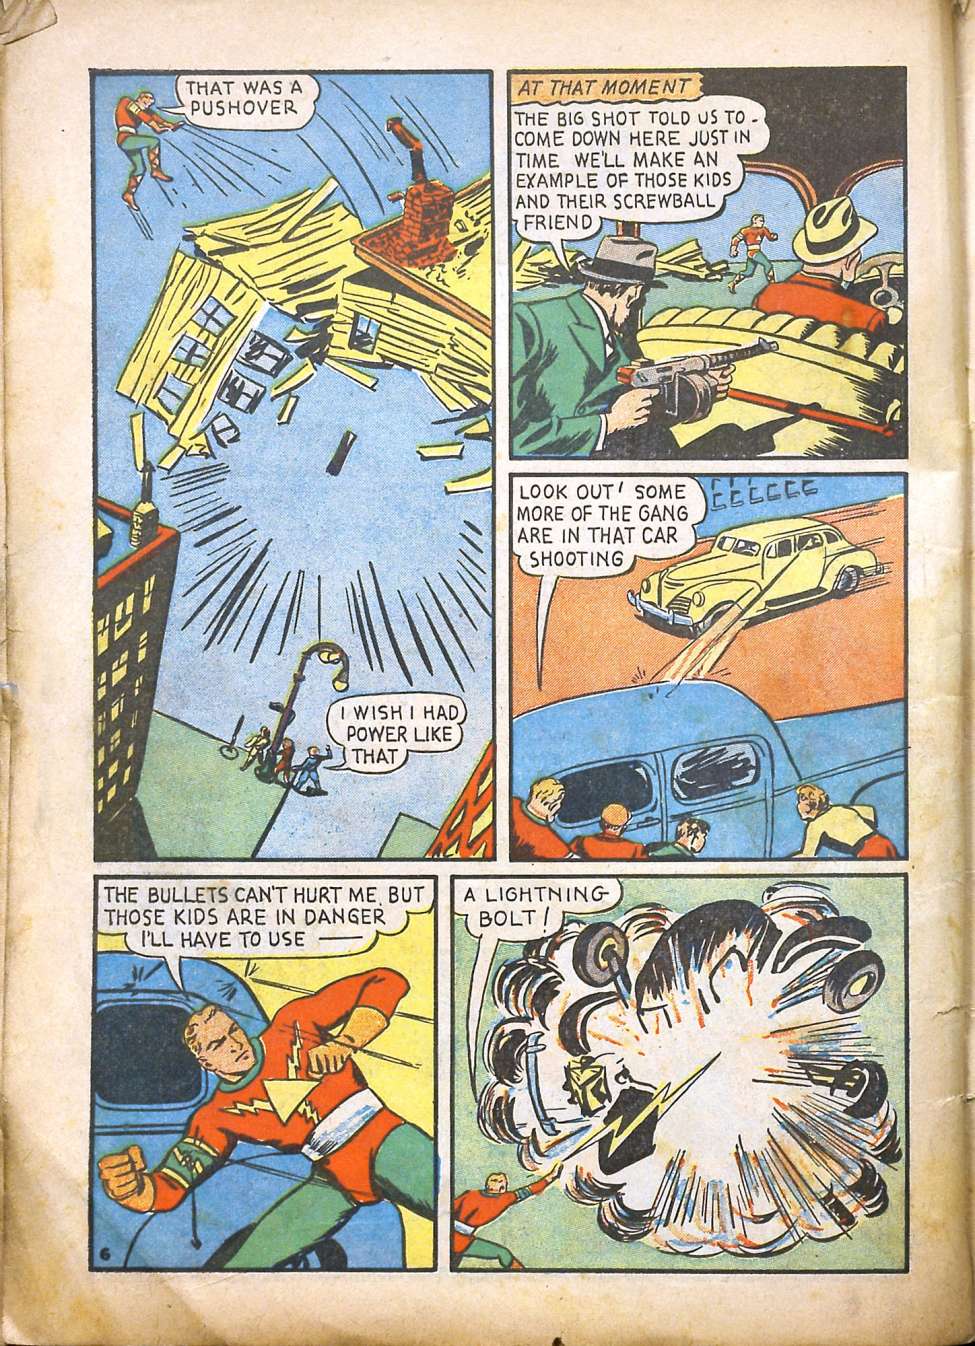 THAT WAS A
PUSHOVER
I WISH I HAD
POWER LIKE
THAT
AT THAT MOMENT
THE BIG SHOT TOLD US TO -
COME DOWN HERE JUST IN
TIME WE'LL MAKE AN
EXAMPLE OF THOSE KIDS
AND THEIR SCREWBALL
FRIEND
LOOK OUT' SOME
MORE OF THE GANG
ARE IN THAT CAR
SHOOTING
THE BULLETS CAN'T HURT ME, BUT
THOSE KIDS ARE IN DANGER
I'LL HAVE TO USE —
A LIGHTNING
BOLT!
6